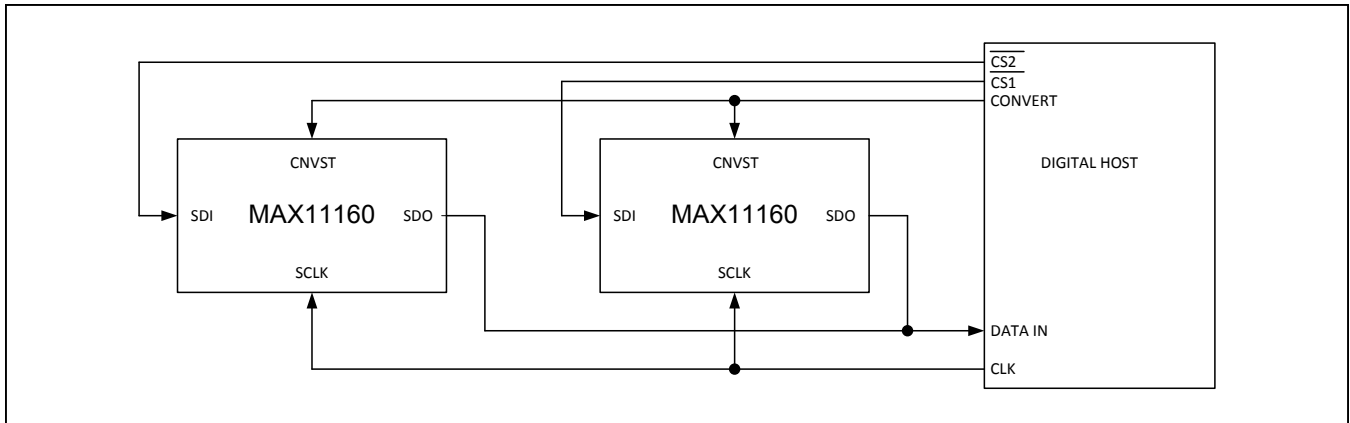 CS2
CS1
CONVERT
CNVST
CNVST
DIGITAL HOST
SDI MAX11160 SDO
SDI MAX11160 SDO
SCLK
SCLK
DATA IN
CLK